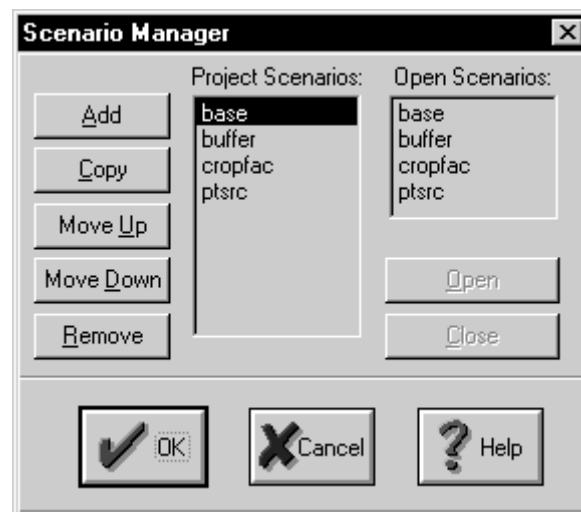 Scenario Manager
Project Scenarios:
Open Scenarios:
Add
Copy
Move Up
Move Down
Remove
base
buffer
cropfac
ptsrc
base
buffer
cropfac
ptsrc
Open
Close
OK
Cancel
Help